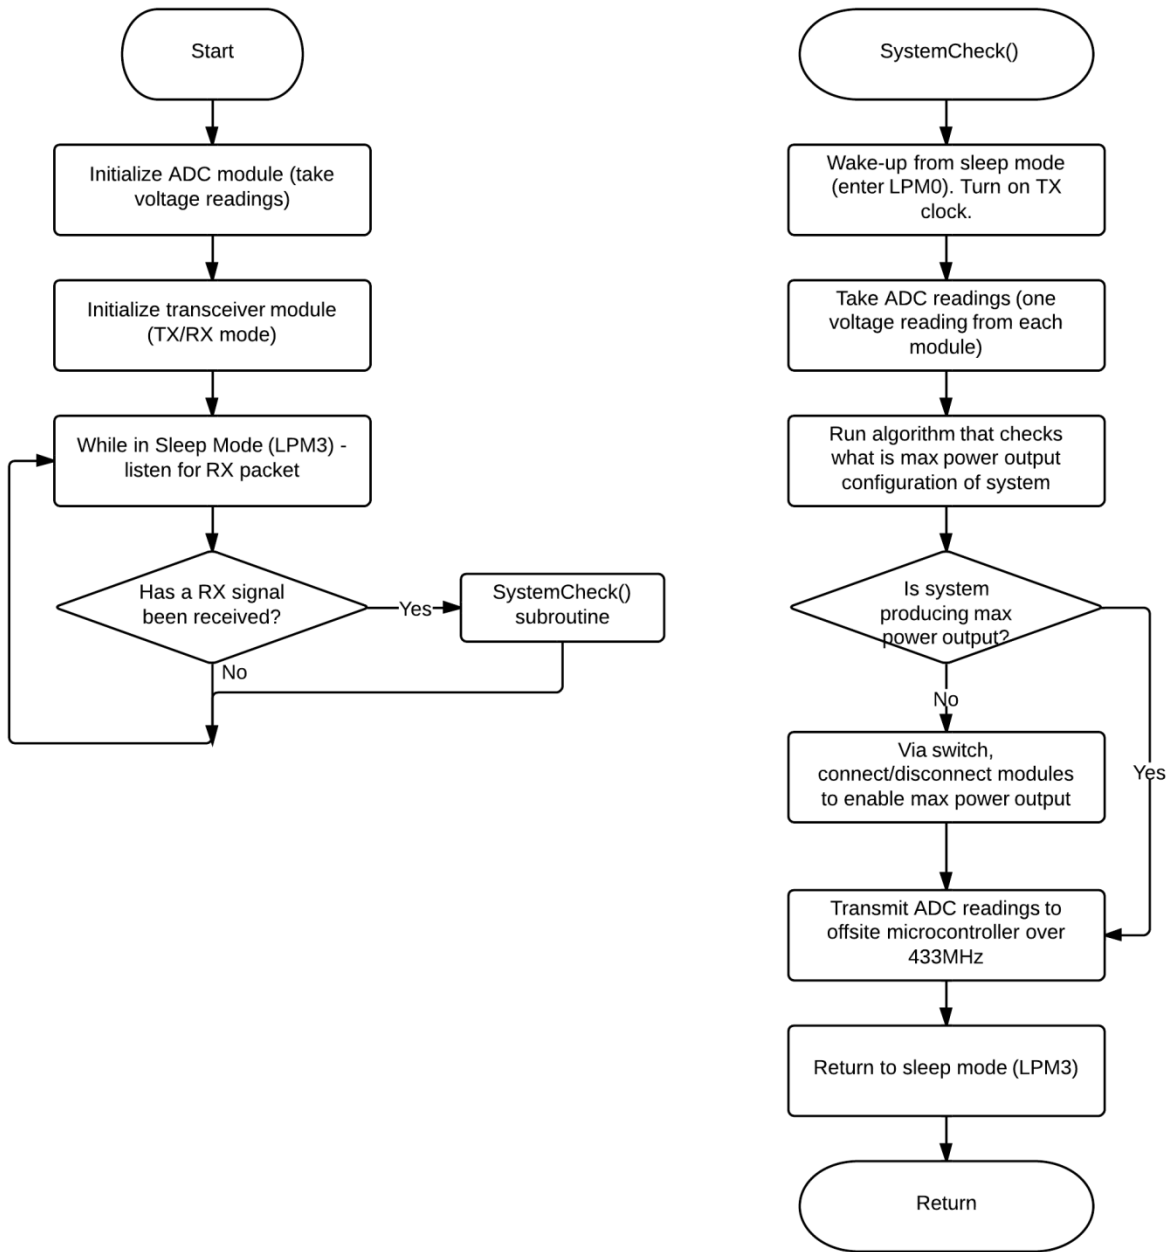 Start
Initialize ADC module (take
voltage readings)
Initialize transceiver module
(TX/RX mode)
While in Sleep Mode (LPM3) -
listen for RX packet
Has a RX signal
been received?
Yes
SystemCheck()
subroutine
No
SystemCheck()
Wake-up from sleep mode
(enter LPM0). Turn on TX
clock.
Take ADC readings (one
voltage reading from each
module)
Run algorithm that checks
what is max power output
configuration of system
Is system
producing max
power output?
No
Yes
Via switch,
connect/disconnect modules
to enable max power output
Transmit ADC readings to
offsite microcontroller over
433MHz
Return to sleep mode (LPM3)
Return